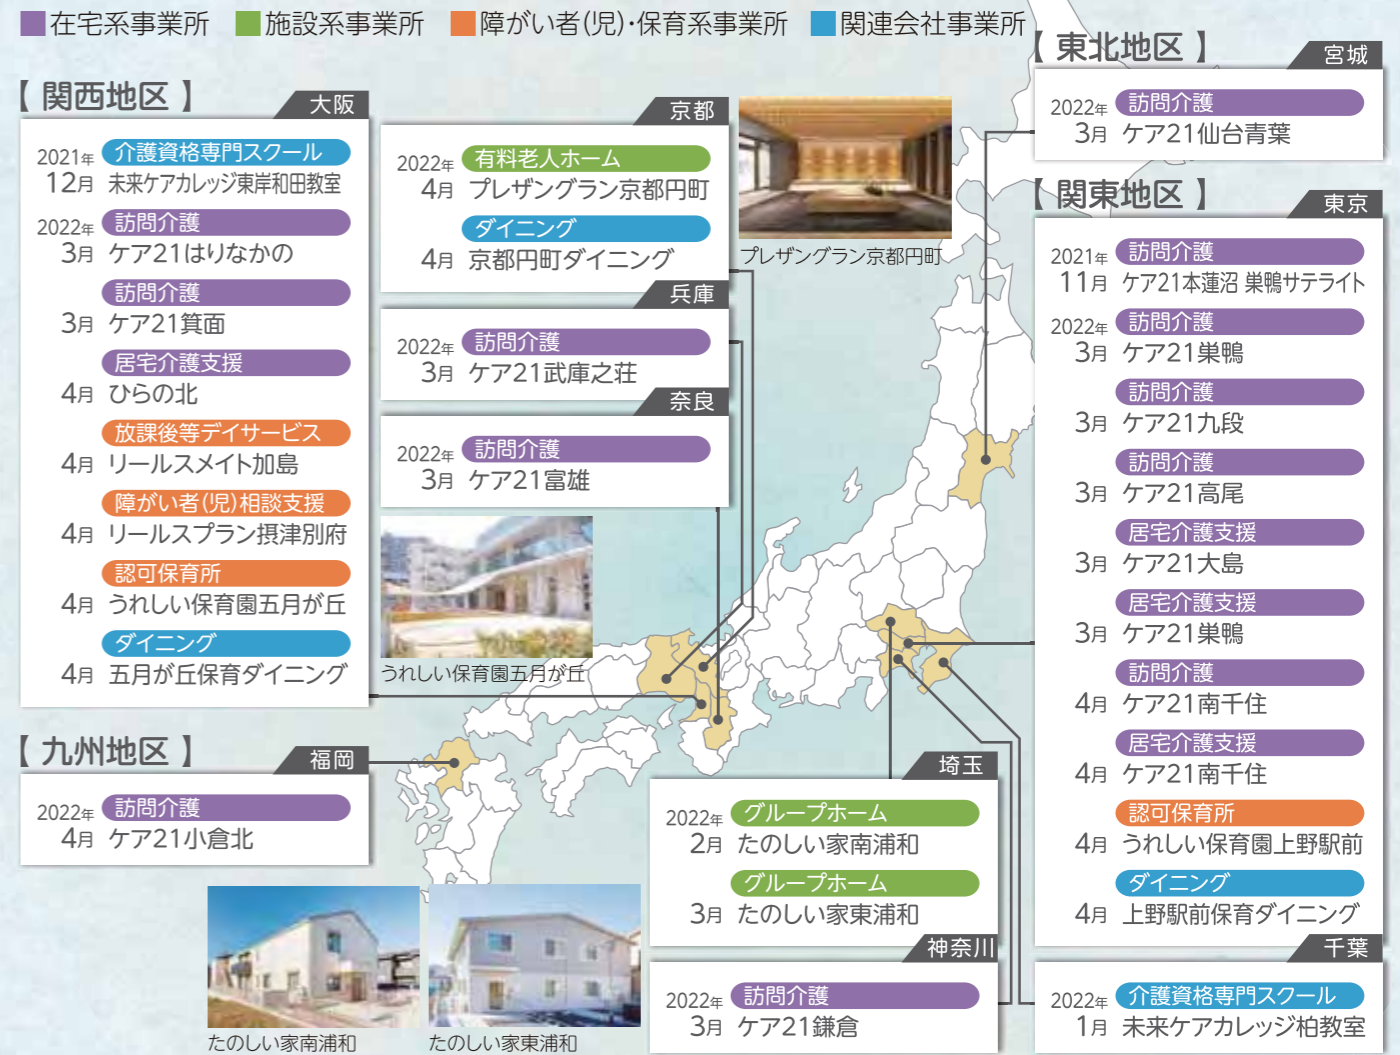 在宅系事業所 施設系事業所 障がい者(児)・保育系事業所 関連会社事業所
【 関西地区 】
大阪
2021年 介護資格専門スクール
12月 未来ケアカレッジ東岸和田教室
2022年 訪問介護
3月 ケア21はりなかの
訪問介護
3月 ケア21箕面
居宅介護支援
4月 ひらの北
放課後等デイサービス
4月 リールスメイト加島
障がい者(児)相談支援
4月 リールスプラン摂津別府
認可保育所
4月 うれしい保育園五月が丘
ダイニング
4月 五月が丘保育ダイニング
京都
2022年 有料老人ホーム
4月 プレザングラン京都円町
ダイニング
4月 京都円町ダイニング
プレザングラン京都円町
兵庫
2022年 訪問介護
3月 ケア21武庫之荘
奈良
2022年 訪問介護
3月 ケア21富雄
うれしい保育園五月が丘
【 九州地区 】
福岡
2022年 訪問介護
4月 ケア21小倉北
たのしい家南浦和
たのしい家東浦和
【 東北地区 】
宮城
2022年 訪問介護
3月 ケア21仙台青葉
【 関東地区 】
東京
2021年 訪問介護
11月 ケア21本蓮沼 巣鴨サテライト
2022年 訪問介護
3月 ケア21巣鴨
訪問介護
3月 ケア21九段
訪問介護
3月 ケア21高尾
居宅介護支援
3月 ケア21大島
居宅介護支援
3月 ケア21巣鴨
訪問介護
4月 ケア21南千住
居宅介護支援
4月 ケア21南千住
認可保育所
4月 うれしい保育園上野駅前
ダイニング
4月 上野駅前保育ダイニング
埼玉
2022年 グループホーム
2月 たのしい家南浦和
グループホーム
3月 たのしい家東浦和
神奈川
2022年 訪問介護
3月 ケア21鎌倉
千葉
2022年 介護資格専門スクール
1月 未来ケアカレッジ柏教室